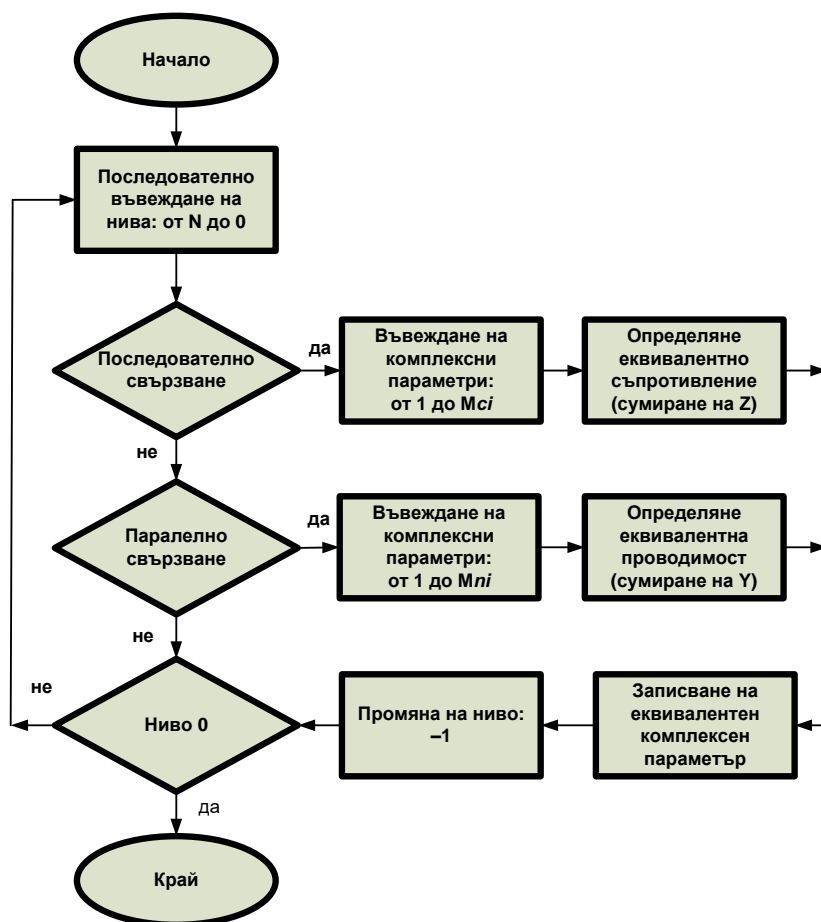 Начало
Последователно
въвеждане на
нива: от N до 0
Последователно
свързване
да
Въвеждане на
комплексни
параметри:
от 1 до Mci
Определяне
еквивалентно
съпротивление
(сумиране на Z)
не
Паралелно
свързване
да
Въвеждане на
комплексни
параметри:
от 1 до Mni
Определяне
еквивалентна
проводимост
(сумиране на Y)
не
не
Ниво 0
Промяна на ниво:
–1
Записване на
еквивалентен
комплексен
параметър
да
Край